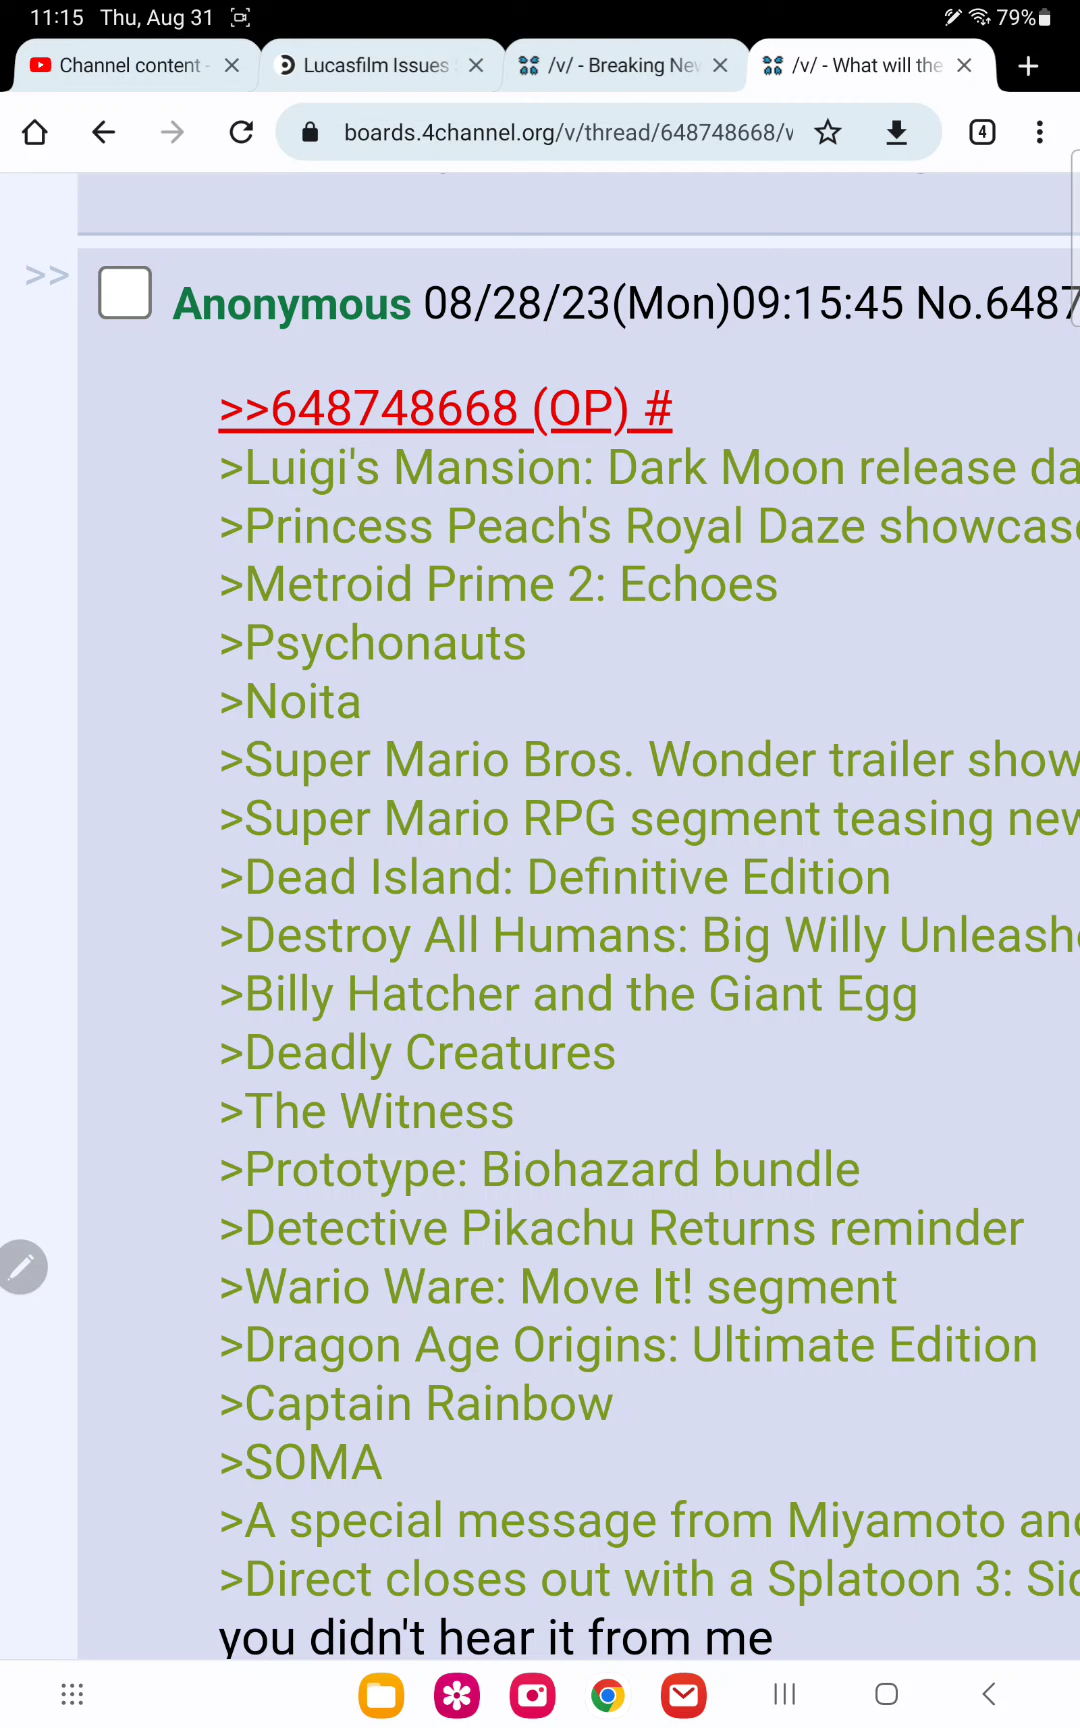 11:15 Thu, Aug 31 79%
Channel content - Lucasfilm Issues /v/ - Breaking Nev /v/ - What will the
boards.4channel.org/v/thread/648748668/v 4
>> Anonymous 08/28/23(Mon)09:15:45 No.6487
>>648748668 (OP) #
>Luigi's Mansion: Dark Moon release da
>Princess Peach's Royal Daze showcase
>Metroid Prime 2: Echoes
>Psychonauts
>Noita
>Super Mario Bros. Wonder trailer show
>Super Mario RPG segment teasing new
>Dead Island: Definitive Edition
>Destroy All Humans: Big Willy Unleashe
>Billy Hatcher and the Giant Egg
>Deadly Creatures
>The Witness
>Prototype: Biohazard bundle
>Detective Pikachu Returns reminder
>Wario Ware: Move It! segment
>Dragon Age Origins: Ultimate Edition
>Captain Rainbow
>SOMA
>A special message from Miyamoto and
>Direct closes out with a Splatoon 3: Sid
you didn't hear it from me